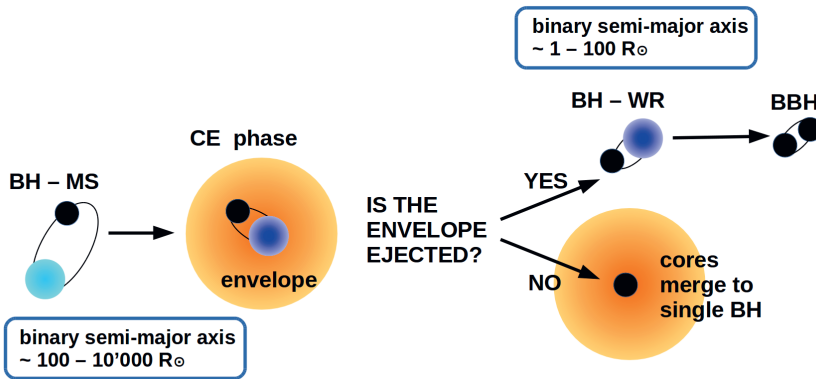 binary semi-major axis
~ 1 – 100 R⊙
BH – WR
BBH
CE phase
BH – MS
YES
IS THE
ENVELOPE
EJECTED?
envelope
NO
cores
merge to
single BH
binary semi-major axis
~ 100 – 10’000 R⊙